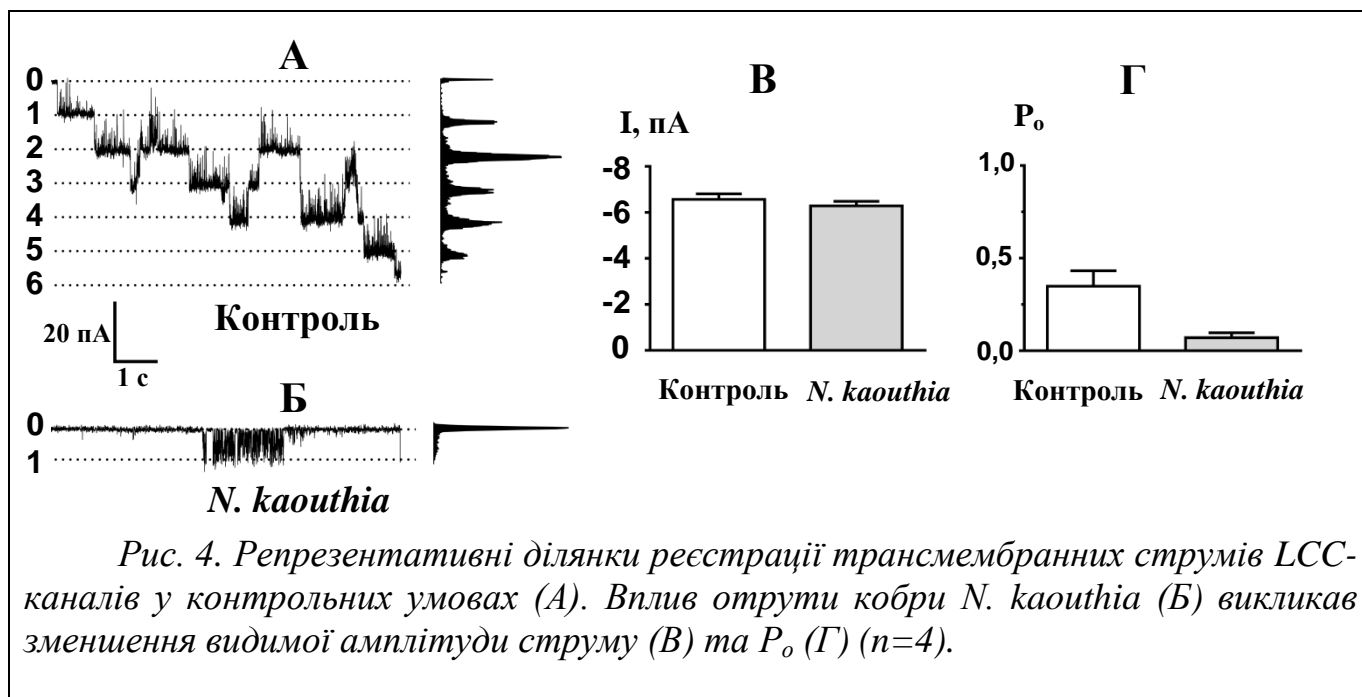 А
0
1
2
3
4
5
6
20 пА
1 с
Контроль
Б
0
1
N. kaouthia
В
I, пА
-8
-6
-4
-2
0
Контроль
N. kaouthia
Г
Pо
1,0
0,5
0,0
Контроль
N. kaouthia
Рис. 4. Репрезентативні ділянки реєстрації трансмембранних струмів LCC-
каналів у контрольних умовах (А). Вплив отрути кобри N. kaouthia (Б) викликав
зменшення видимої амплітуди струму (В) та Pо (Г) (n=4).